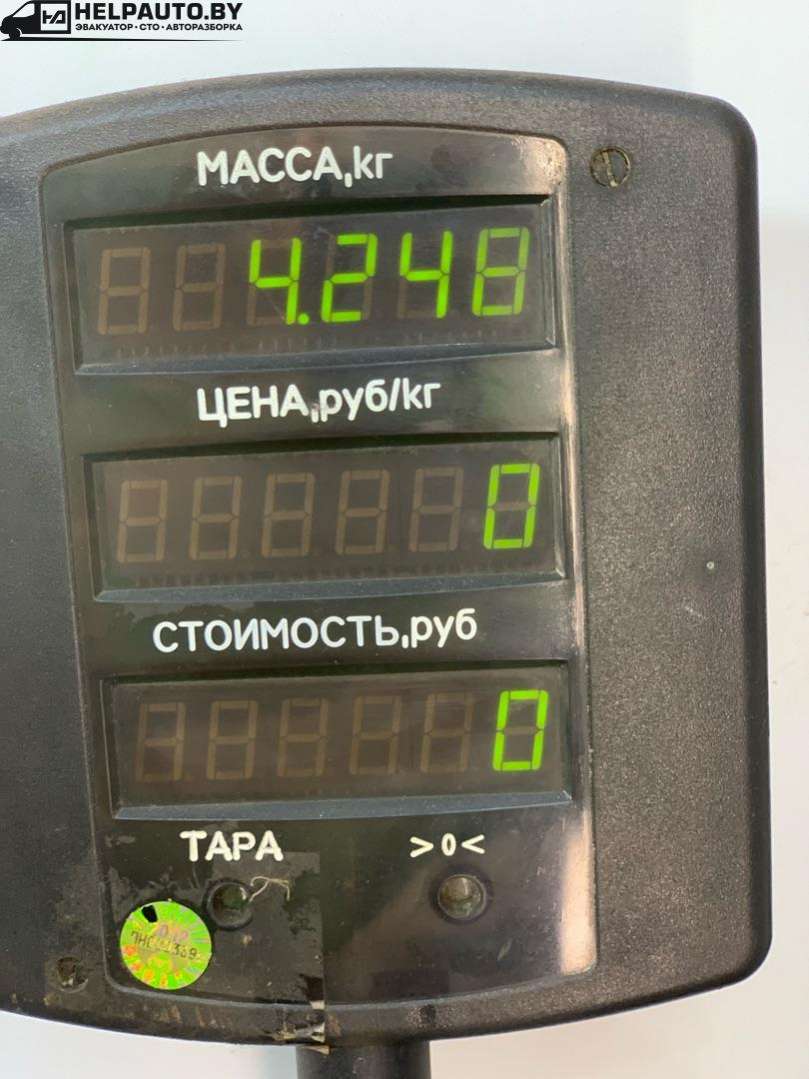 HELPAUTO.BY
ЭВАКУАТОР • СТО • АВТОРАЗБОРКА
МАССА,кг
4.248
ЦЕНА,руб/кг
0
СТОИМОСТЬ,руб
0
ТАРА >0<